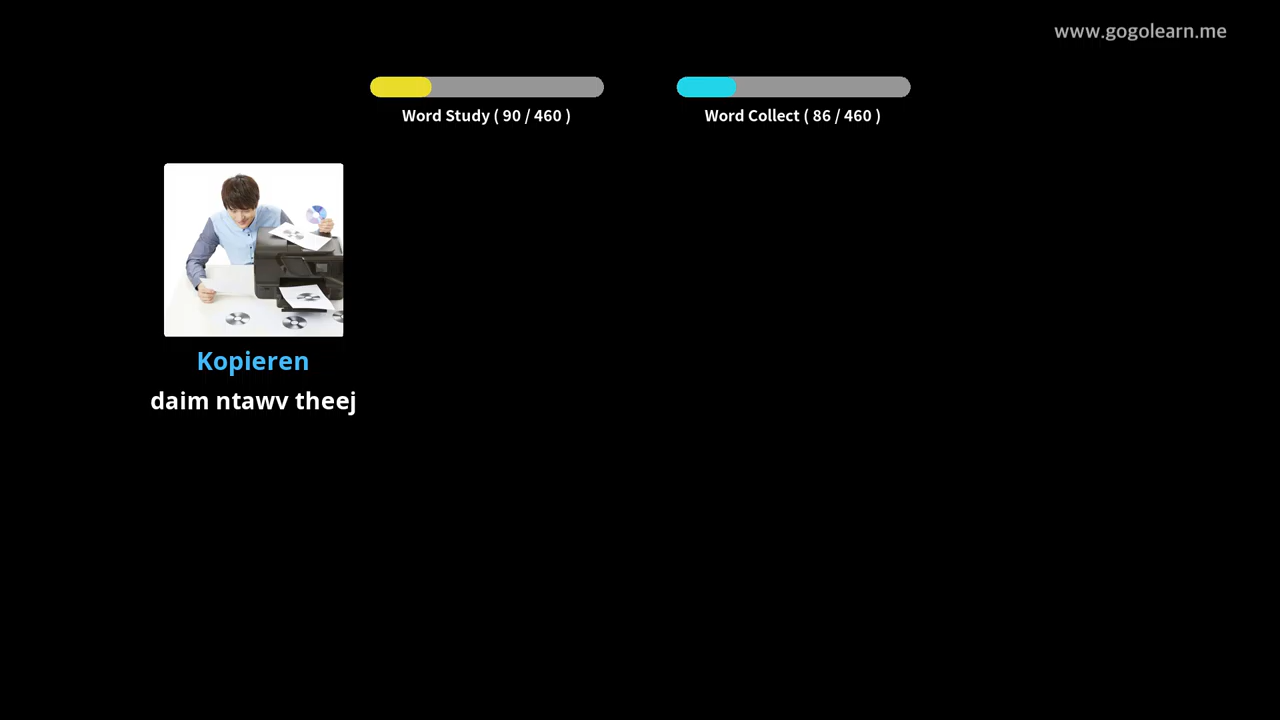 www.gogolearn.me
Word Study ( 90 / 460 )
Word Collect ( 86 / 460 )
Kopieren
daim ntawv theej